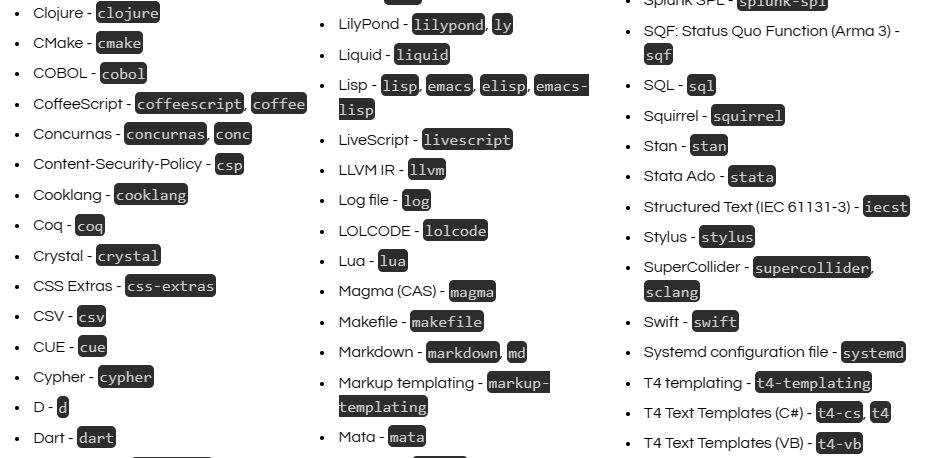 Clojure - clojure
CMake - cmake
COBOL - cobol
CoffeeScript - coffeescript, coffee
Concurnas - concurnas, conc
Content-Security-Policy - csp
Cooklang - cooklang
Coq - coq
Crystal - crystal
CSS Extras - css-extras
CSV - csv
CUE - cue
Cypher - cypher
D - d
Dart - dart
LilyPond - lilypond, ly
Liquid - liquid
Lisp - lisp, emacs, elisp, emacs-
lisp
LiveScript - livescript
LLVM IR - llvm
Log file - log
LOLCODE - lolcode
Lua - lua
Magma (CAS) - magma
Makefile - makefile
Markdown - markdown, md
Markup templating - markup-
templating
Mata - mata
Splunk SPL - splunk-spl
SQF: Status Quo Function (Arma 3) -
sqf
SQL - sql
Squirrel - squirrel
Stan - stan
Stata Ado - stata
Structured Text (IEC 61131-3) - iecst
Stylus - stylus
SuperCollider - supercollider,
sclang
Swift - swift
Systemd configuration file - systemd
T4 templating - t4-templating
T4 Text Templates (C#) - t4-cs, t4
T4 Text Templates (VB) - t4-vb